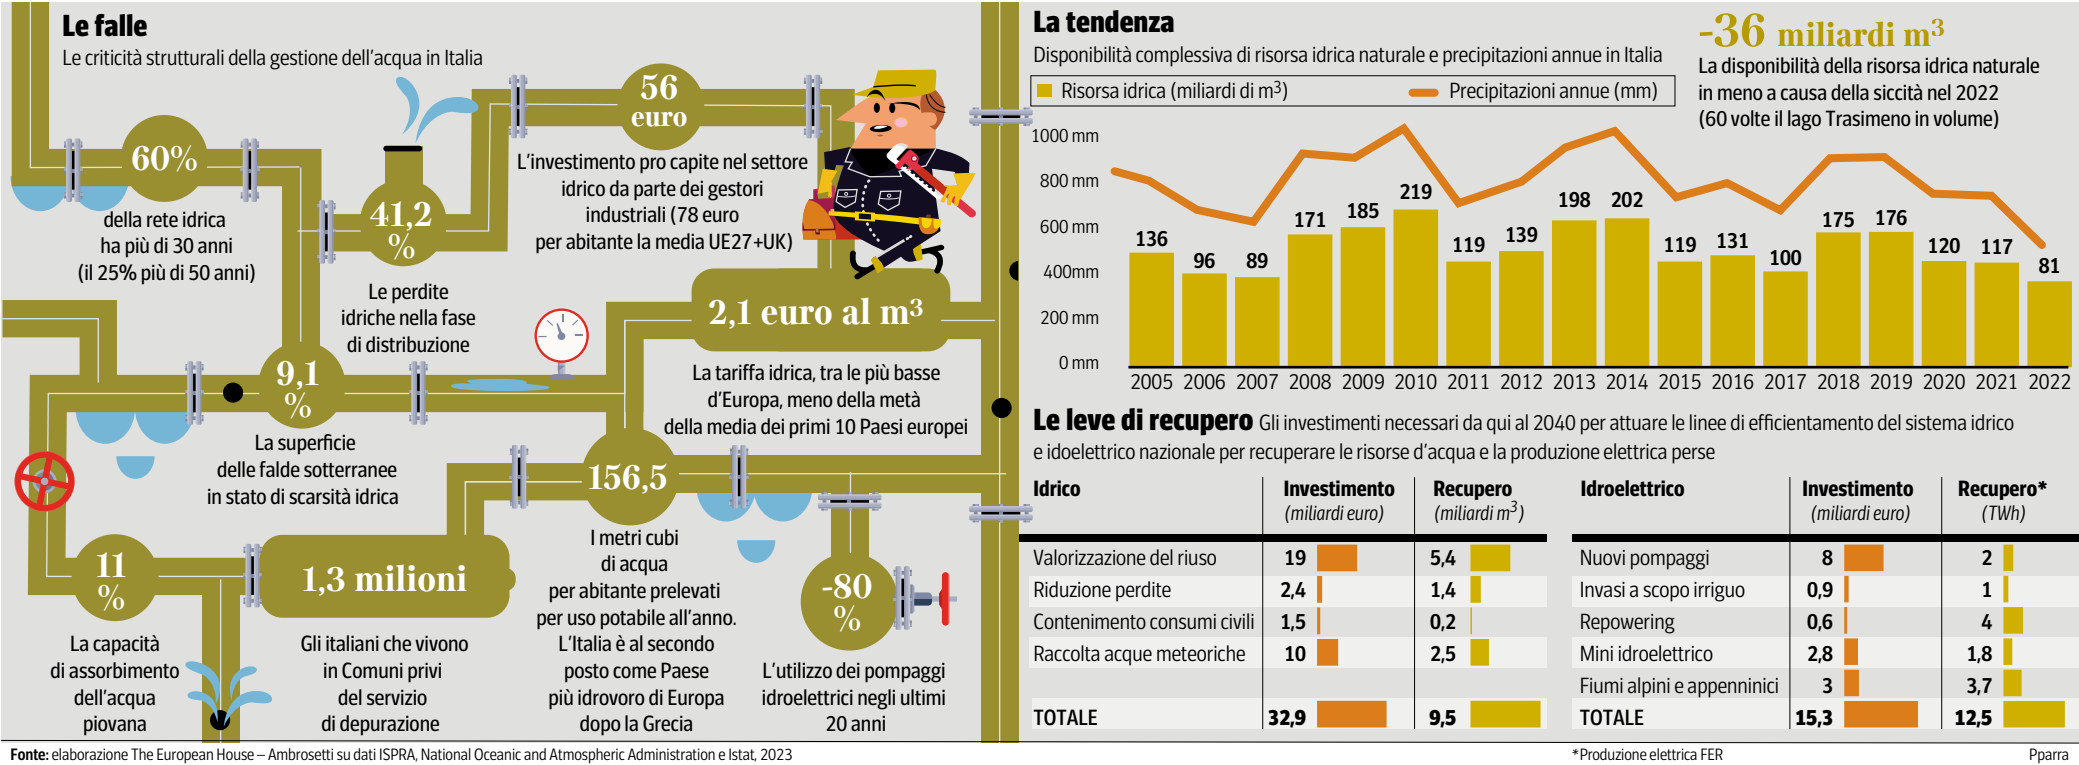 Le falle
Le criticità strutturali della gestione dell'acqua in Italia
60%
della rete idrica
ha più di 30 anni
(il 25% più di 50 anni)
41,2
%
Le perdite
idriche nella fase
di distribuzione
56
euro
L'investimento pro capite nel settore
idrico da parte dei gestori
industriali (78 euro
per abitante la media UE27+UK)
2,1 euro al m³
La tariffa idrica, tra le più basse
d'Europa, meno della metà
della media dei primi 10 Paesi europei
9,1
%
La superficie
delle falde sotterranee
in stato di scarsità idrica
156,5
I metri cubi
di acqua
per abitante prelevati
per uso potabile all'anno.
L'Italia è al secondo
posto come Paese
più idrovoro di Europa
dopo la Grecia
11
%
La capacità
di assorbimento
dell'acqua
piovana
1,3 milioni
Gli italiani che vivono
in Comuni privi
del servizio
di depurazione
-80
%
L'utilizzo dei pompaggi
idroelettrici negli ultimi
20 anni
La tendenza
Disponibilità complessiva di risorsa idrica naturale e precipitazioni annue in Italia
Risorsa idrica (miliardi di m³) Precipitazioni annue (mm)
-36 miliardi m³
La disponibilità della risorsa idrica naturale
in meno a causa della siccità nel 2022
(60 volte il lago Trasimeno in volume)
1000 mm
800 mm
600 mm
400mm
200 mm
0 mm
136 96 89 171 185 219 119 139 198 202 119 131 100 175 176 120 117 81
2005 2006 2007 2008 2009 2010 2011 2012 2013 2014 2015 2016 2017 2018 2019 2020 2021 2022
Le leve di recupero Gli investimenti necessari da qui al 2040 per attuare le linee di efficientamento del sistema idrico
e idoelettrico nazionale per recuperare le risorse d'acqua e la produzione elettrica perse
Idrico Investimento Recupero
(miliardi euro) (miliardi m³)
Valorizzazione del riuso 19 5,4
Riduzione perdite 2,4 1,4
Contenimento consumi civili 1,5 0,2
Raccolta acque meteoriche 10 2,5
TOTALE 32,9 9,5
Idroelettrico Investimento Recupero*
(miliardi euro) (TWh)
Nuovi pompaggi 8 2
Invasi a scopo irriguo 0,9 1
Repowering 0,6 4
Mini idroelettrico 2,8 1,8
Fiumi alpini e appenninici 3 3,7
TOTALE 15,3 12,5
Fonte: elaborazione The European House – Ambrosetti su dati ISPRA, National Oceanic and Atmospheric Administration e Istat, 2023
*Produzione elettrica FER
Pparra